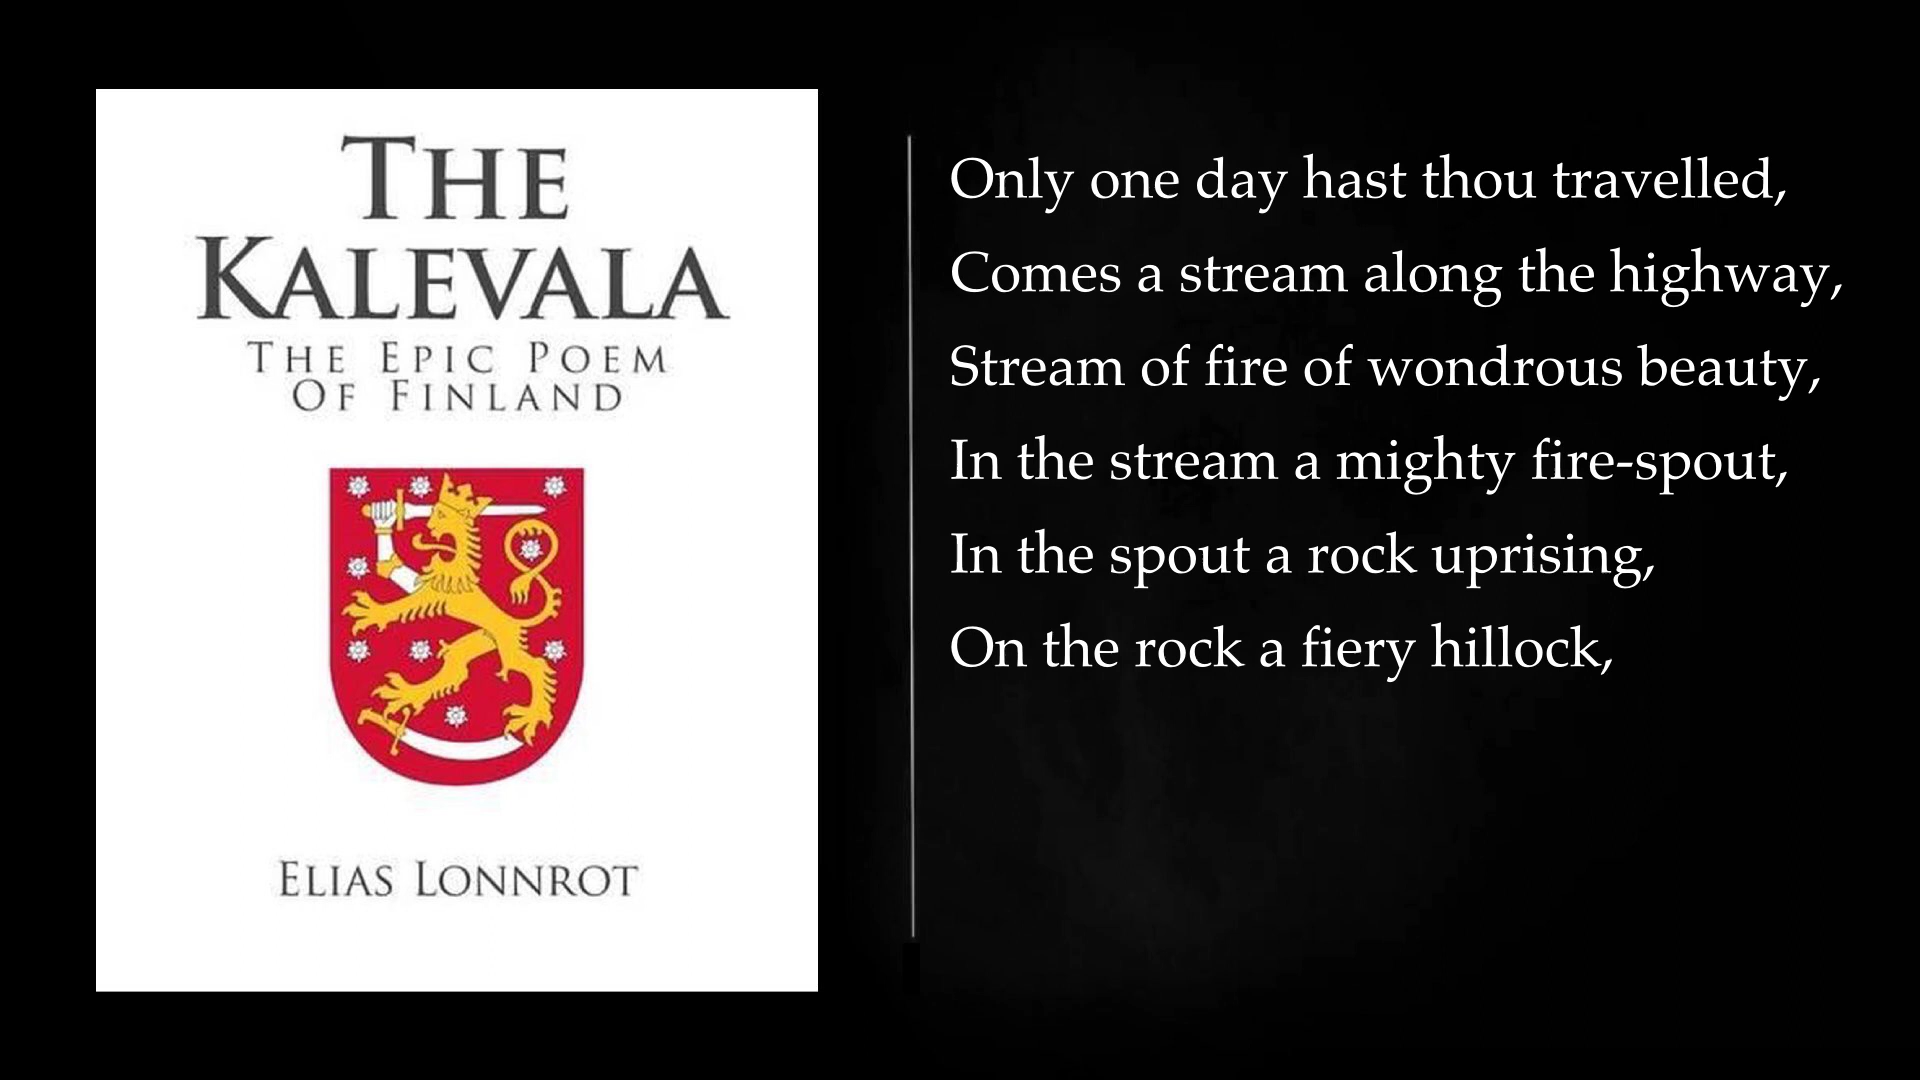 THE
KALEVALA
THE EPIC POEM
OF FINLAND
ELIAS LONNROT
Only one day hast thou travelled,
Comes a stream along the highway,
Stream of fire of wondrous beauty,
In the stream a mighty fire-spout,
In the spout a rock uprising,
On the rock a fiery hillock,